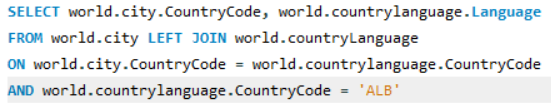 SELECT world.city.CountryCode, world.countrylanguage.Language
FROM world.city LEFT JOIN world.countryLanguage
ON world.city.CountryCode = world.countrylanguage.CountryCode
AND world.countrylanguage.CountryCode = 'ALB'